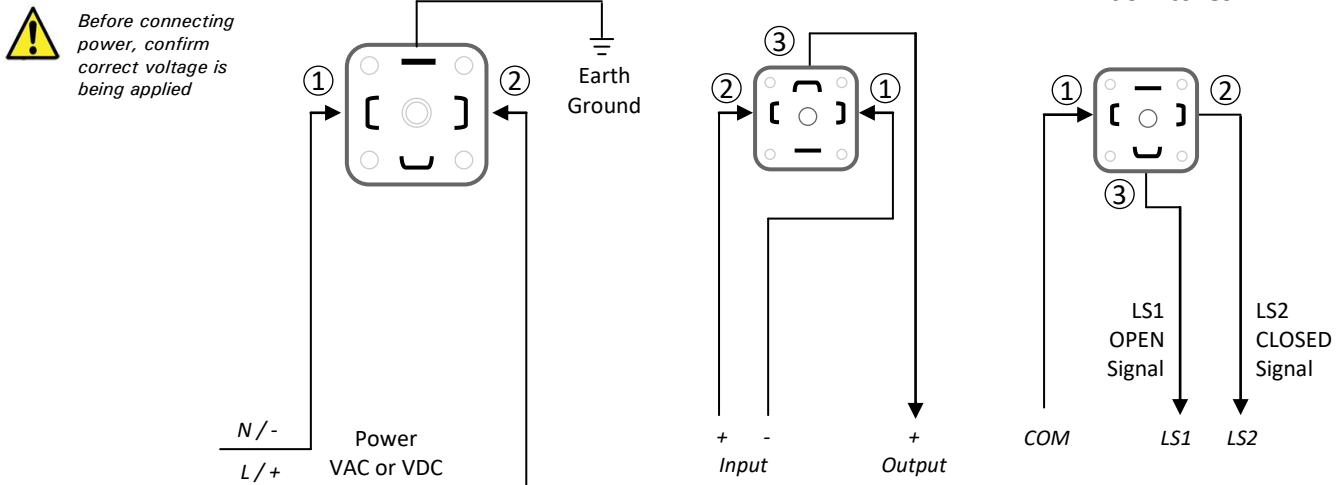 Before connecting
power, confirm
correct voltage is
being applied
①
②
Earth
Ground
N / -
L / +
Power
VAC or VDC
③
②
①
+ -
Input
+
Output
①
②
③
LS1
OPEN
Signal
LS2
CLOSED
Signal
COM
LS1
LS2